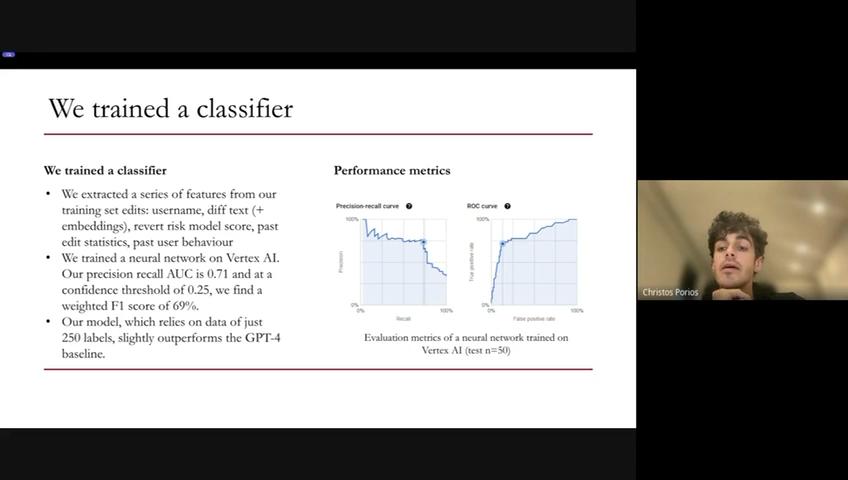 We trained a classifier
We trained a classifier
• We extracted a series of features from our
training set edits: username, diff text (+
embeddings), revert risk model score, past
edit statistics, past user behaviour
• We trained a neural network on Vertex AI.
Our precision recall AUC is 0.71 and at a
confidence threshold of 0.25, we find a
weighted F1 score of 69%.
• Our model, which relies on data of just
250 labels, slightly outperforms the GPT-4
baseline.
Performance metrics
Precision-recall curve ?
100%
Precision
0%
0%
100%
Recall
ROC curve ?
100%
True positive rate
0%
0%
100%
False positive rate
Evaluation metrics of a neural network trained on
Vertex AI (test n=50)
Christos Porios